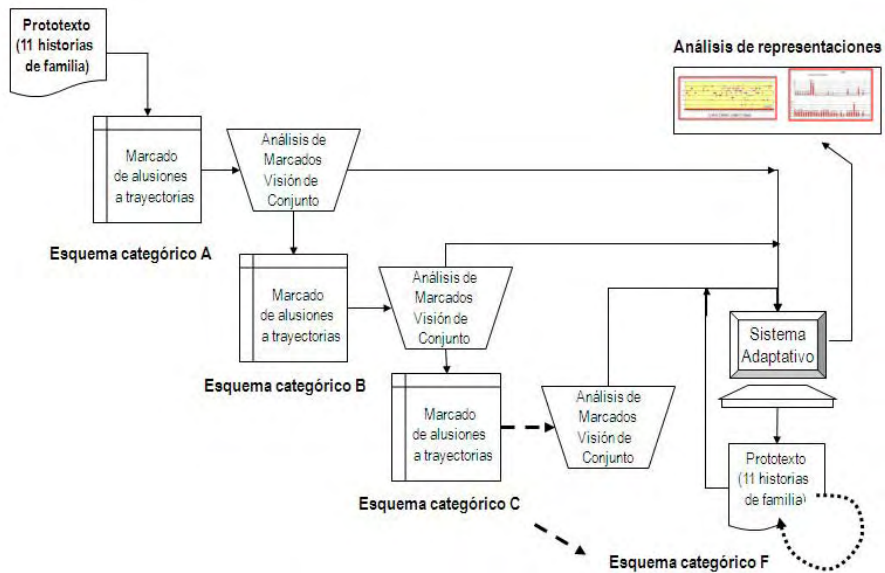 Prototexto
(11 historias
de familia)
Análisis de representaciones
Marcado
de alusiones
a trayectorias
Análisis de
Marcados
Visión de
Conjunto
Esquema categórico A
Marcado
de alusiones
a trayectorias
Análisis de
Marcados
Visión de
Conjunto
Esquema categórico B
Sistema
Adaptativo
Marcado
de alusiones
a trayectorias
Análisis de
Marcados
Visión de
Conjunto
Esquema categórico C
Prototexto
(11 historias
de familia)
Esquema categórico F